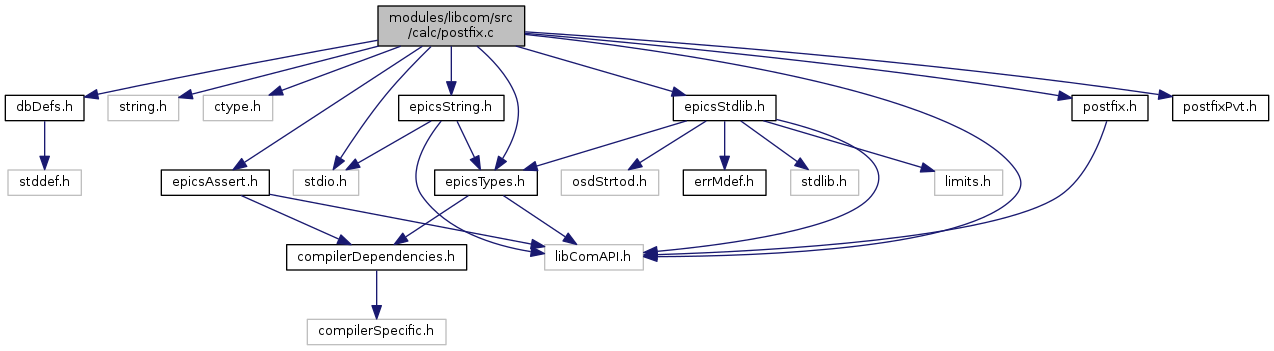 modules/libcom/src
/calc/postfix.c
dbDefs.h
string.h
ctype.h
epicsString.h
epicsStdlib.h
postfix.h
postfixPvt.h
stddef.h
epicsAssert.h
stdio.h
epicsTypes.h
osdStrtod.h
errMdef.h
stdlib.h
limits.h
compilerDependencies.h
libComAPI.h
compilerSpecific.h